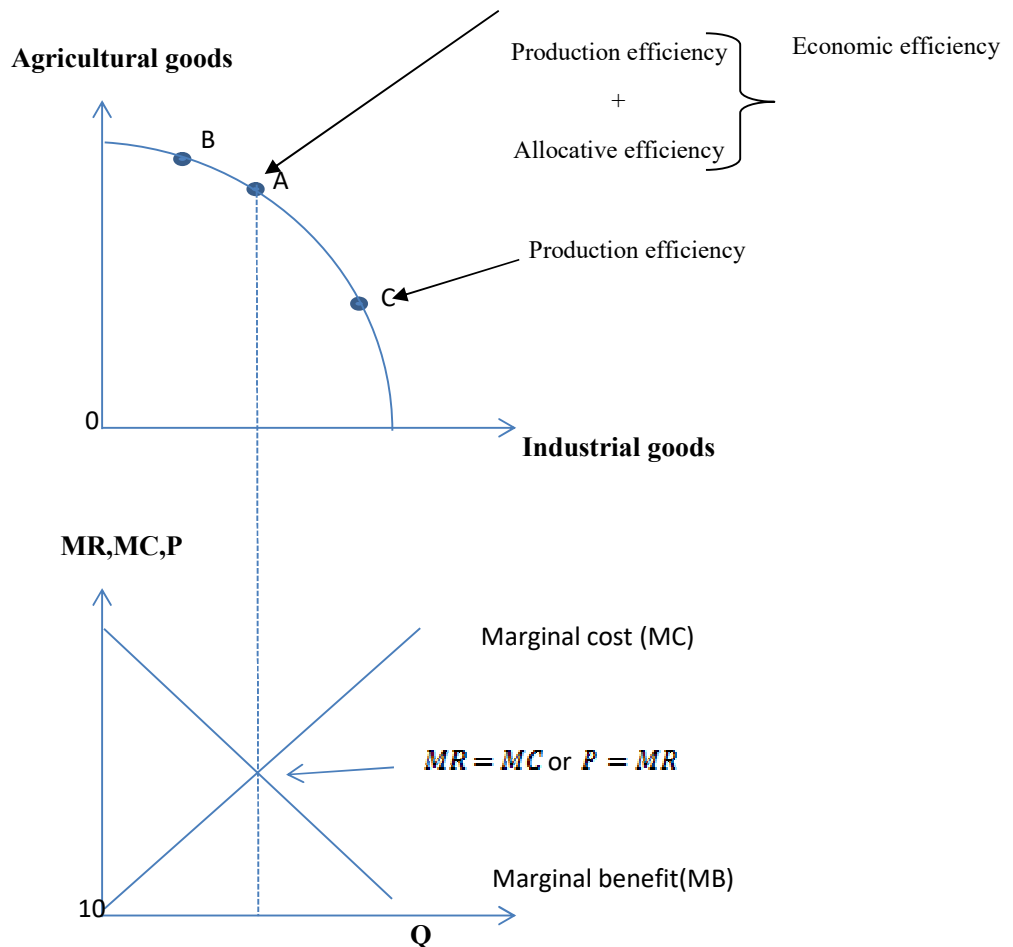 Production efficiency
+
Allocative efficiency
Economic efficiency
Agricultural goods
B
A
Production efficiency
C
0
Industrial goods
MR,MC,P
Marginal cost (MC)
MR = MC or P = MR
Marginal benefit(MB)
10
Q